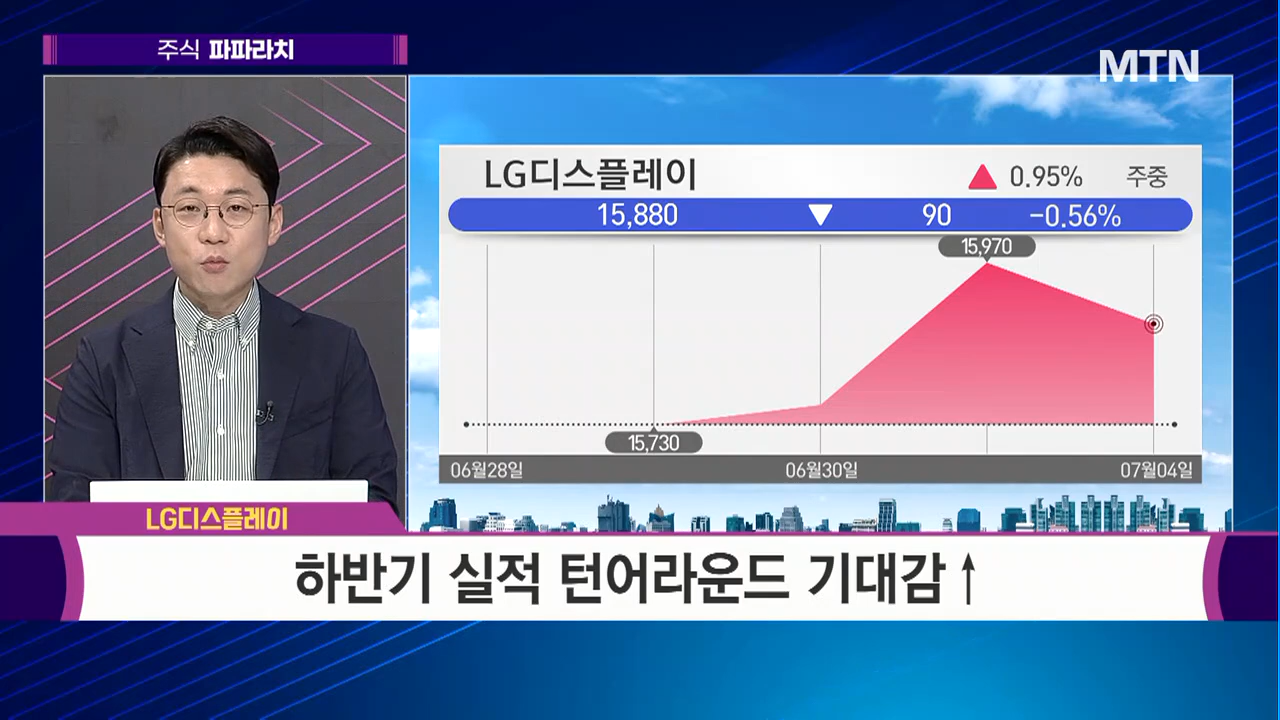 주식 파파라치
MTN
LG디스플레이 ▲ 0.95% 주중
15,880 ▼ 90 -0.56%
15,970
15,730
06월28일 06월30일 07월04일
LG디스플레이
하반기 실적 턴어라운드 기대감↑